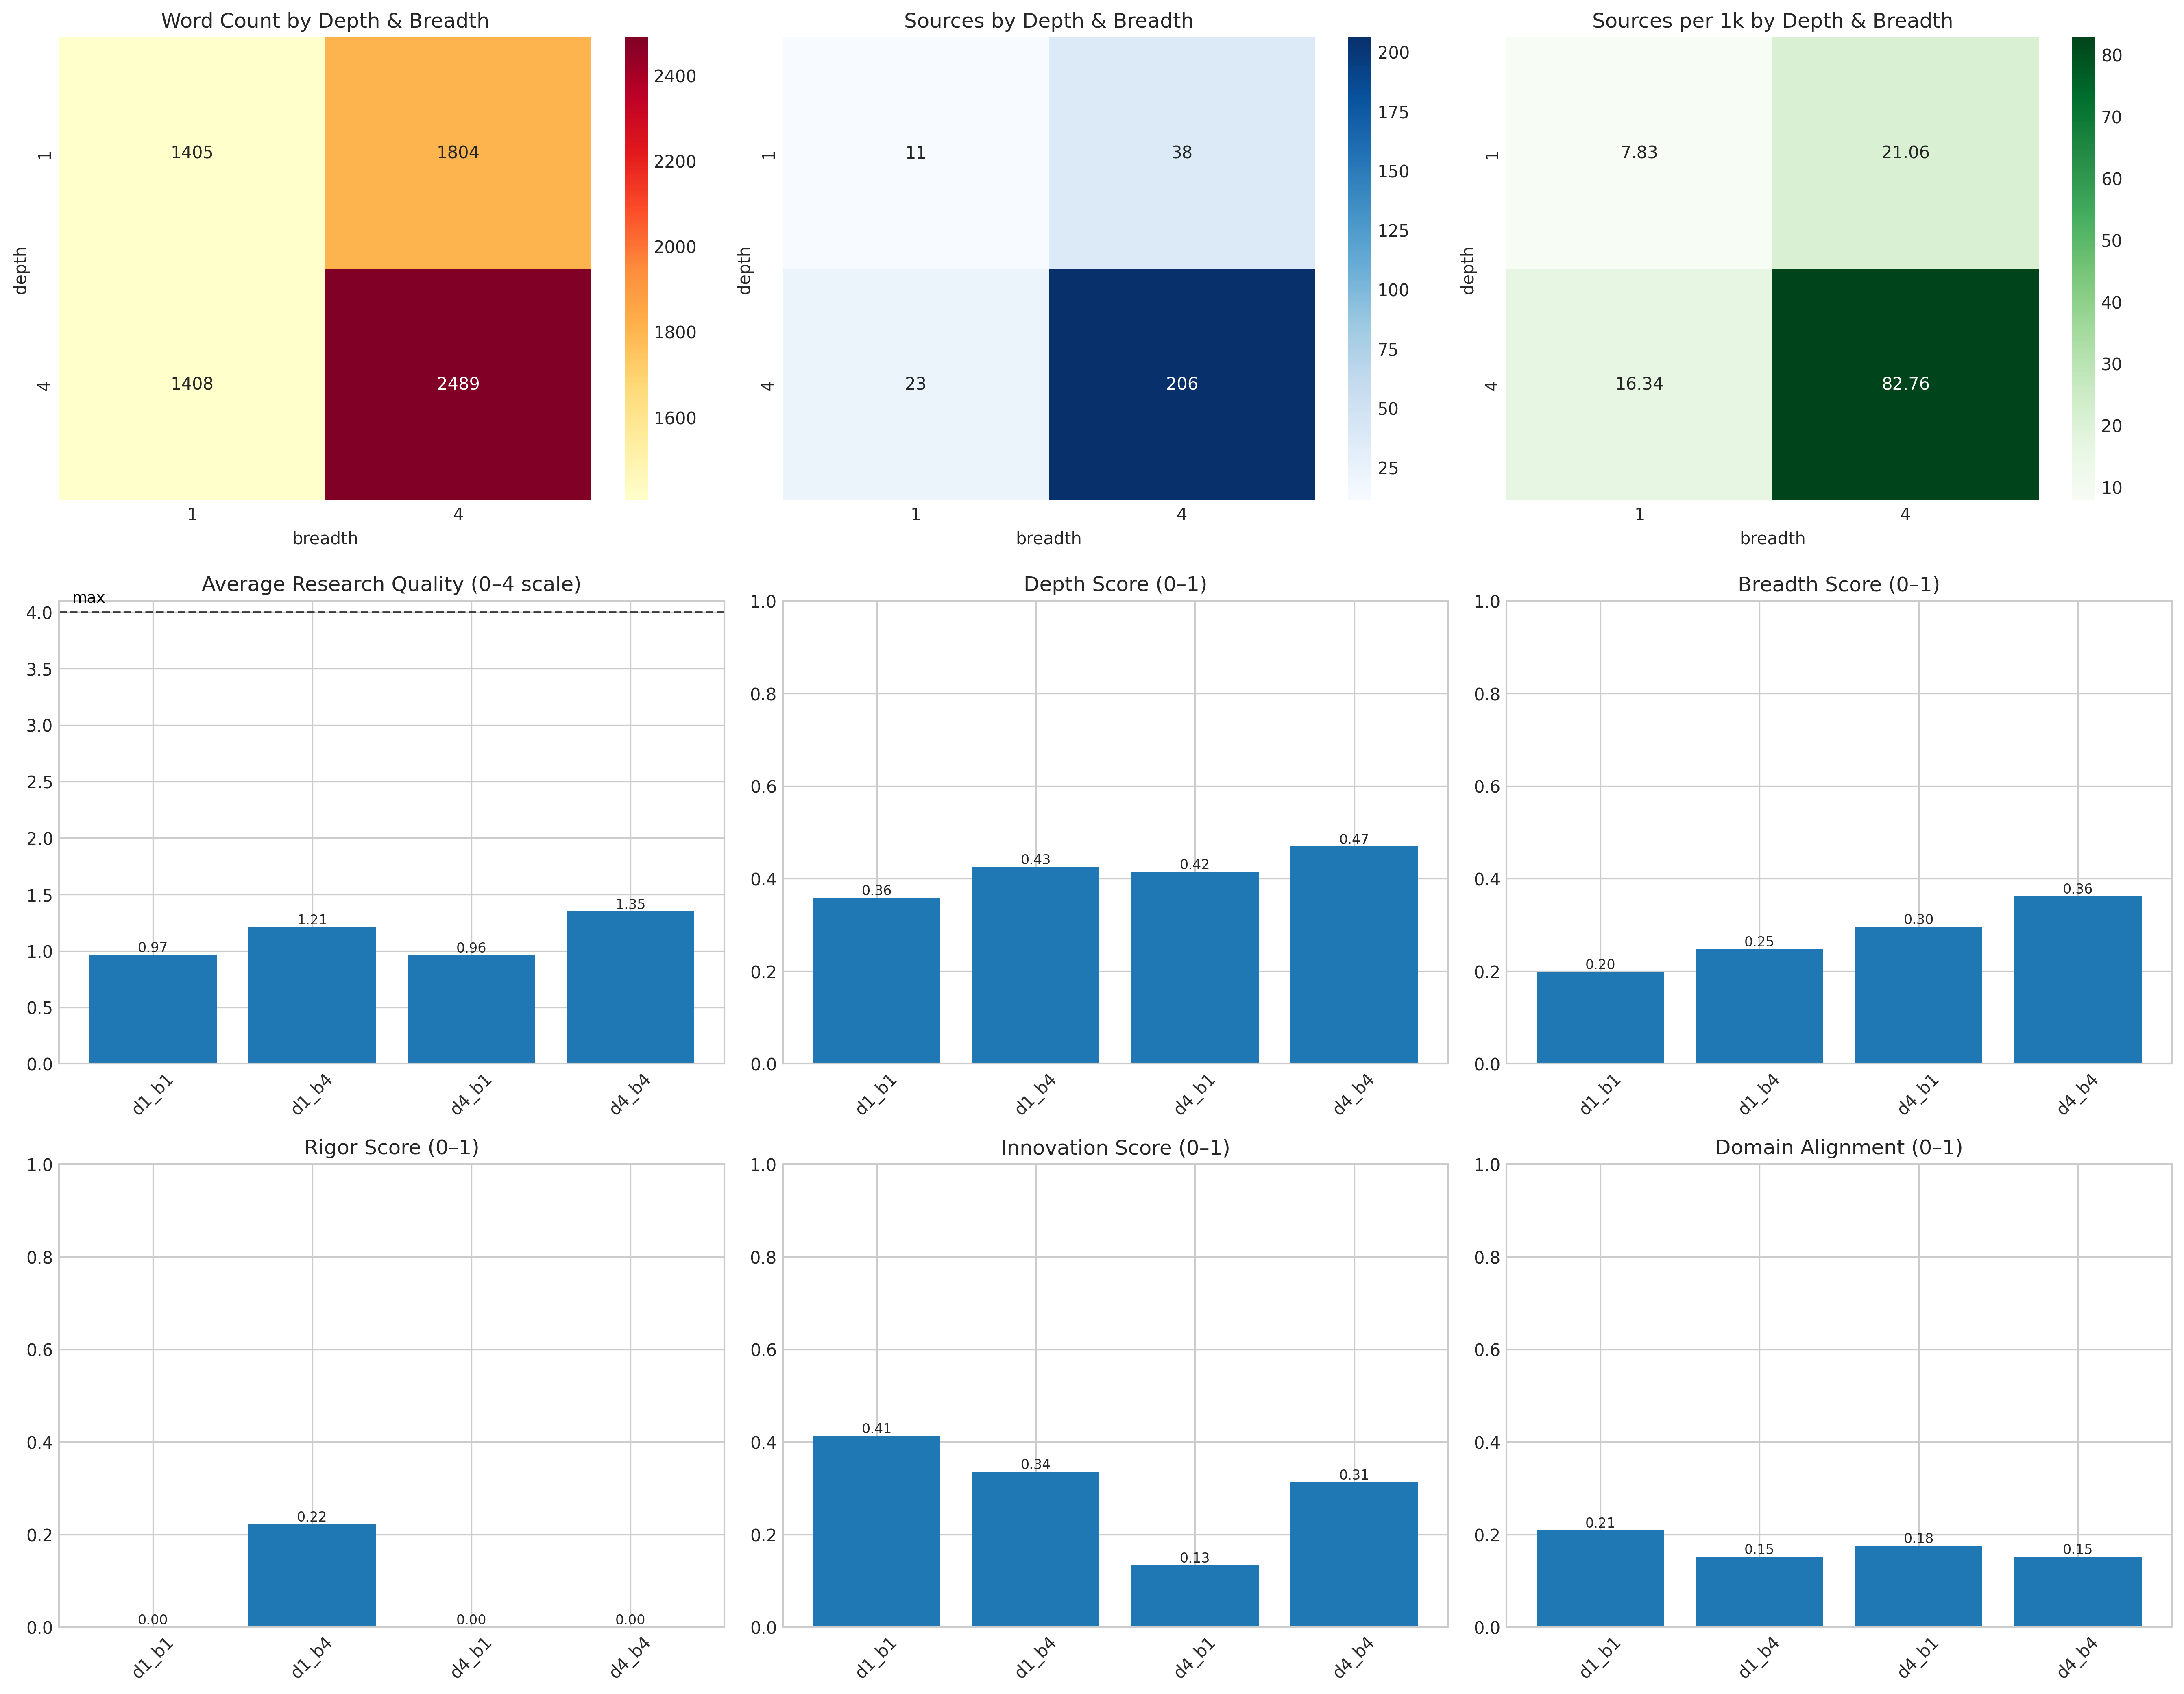 Word Count by Depth & Breadth
1405 1804
1408 2489
1
4
depth
1 4
breadth
2400
2200
2000
1800
1600
Sources by Depth & Breadth
11 38
23 206
1
4
depth
1 4
breadth
200
175
150
125
100
75
50
25
Sources per 1k by Depth & Breadth
7.83 21.06
16.34 82.76
1
4
depth
1 4
breadth
80
70
60
50
40
30
20
10
Average Research Quality (0–4 scale)
max
4.0
3.5
3.0
2.5
2.0
1.5
1.0
0.5
0.0
0.97 1.21 0.96 1.35
d1_b1 d1_b4 d4_b1 d4_b4
Depth Score (0–1)
1.0
0.8
0.6
0.4
0.2
0.0
0.36 0.43 0.42 0.47
d1_b1 d1_b4 d4_b1 d4_b4
Breadth Score (0–1)
1.0
0.8
0.6
0.4
0.2
0.0
0.20 0.25 0.30 0.36
d1_b1 d1_b4 d4_b1 d4_b4
Rigor Score (0–1)
1.0
0.8
0.6
0.4
0.2
0.0
0.00 0.22 0.00 0.00
d1_b1 d1_b4 d4_b1 d4_b4
Innovation Score (0–1)
1.0
0.8
0.6
0.4
0.2
0.0
0.41 0.34 0.13 0.31
d1_b1 d1_b4 d4_b1 d4_b4
Domain Alignment (0–1)
1.0
0.8
0.6
0.4
0.2
0.0
0.21 0.15 0.18 0.15
d1_b1 d1_b4 d4_b1 d4_b4